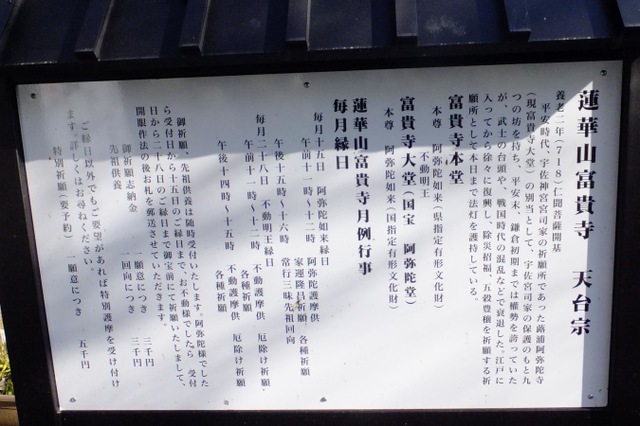 蓮華山富貴寺　天台宗
養老二年（７１８）仁聞菩薩開基
平安時代、宇佐神宮宮司家の祈願所であった蕗浦阿弥陀寺
（現富貴寺大堂）の別当として、宇佐宮司家の保護のもと九
つの坊を持ち、平安末、鎌倉初期までは権勢を誇っていた
が、武士の台頭や、戦国時代の混乱などで衰退した。江戸に
入ってから徐々に復興し、除災招福、五穀豊穣を祈願する祈
願所として本日まで法灯を護持している。
富貴寺本堂
本尊　阿弥陀如来（県指定有形文化財）
不動明王
富貴寺大堂（国宝　阿弥陀堂）
本尊　阿弥陀如来（国指定有形文化財）
蓮華山富貴寺月例行事
毎月縁日
毎月十五日　阿弥陀如来縁日
午前十一時～十二時　阿弥陀護摩供
家運隆昌祈願　各種祈願
午後十五時～十六時　常行三昧先祖回向
毎月二十八日　不動明王縁日
午前十一時～十二時　不動護摩供　厄除け祈願・
各種祈願
午後十四時～十五時　不動護摩供　厄除け祈願・
各種祈願
御祈願、先祖供養は随時受付いたします。阿弥陀様でした
ら受付日から十五日のご縁日まで、お不動様でしたら　受付
日から二十八日のご縁日まで御宝前にて祈願いたしまして、
開眼作法の後お札を郵送させていただきます。
御祈願志納金　一願意につき　三千円
先祖供養　一回向につき　三千円
ご縁日以外でもご要望があれば特別護摩を受け付け
ます。詳しくはお尋ねください。
特別祈願（要予約）　一願意につき　五千円